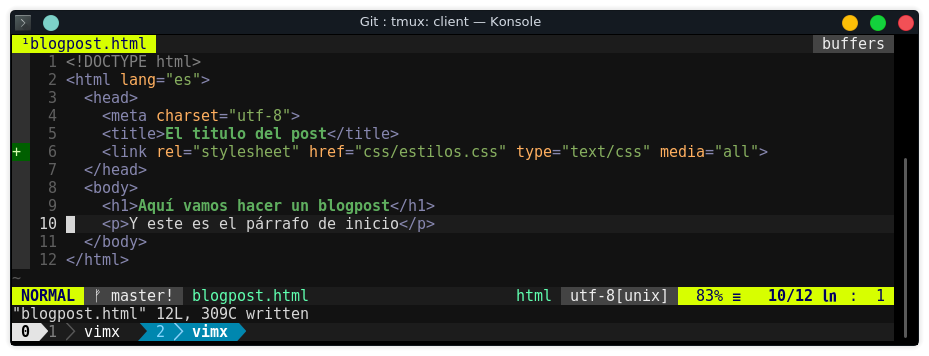 Git : tmux: client — Konsole
¹blogpost.html buffers
1 <!DOCTYPE html>
2 <html lang="es">
3 <head>
4 <meta charset="utf-8">
5 <title>El titulo del post</title>
+ 6 <link rel="stylesheet" href="css/estilos.css" type="text/css" media="all">
7 </head>
8 <body>
9 <h1>Aquí vamos hacer un blogpost</h1>
10 <p>Y este es el párrafo de inicio</p>
11 </body>
12 </html>
~
NORMAL ᚠ master! blogpost.html html utf-8[unix] 83% ≡ 10/12 ㏑ : 1
"blogpost.html" 12L, 309C written
0 1 vimx 2 vimx